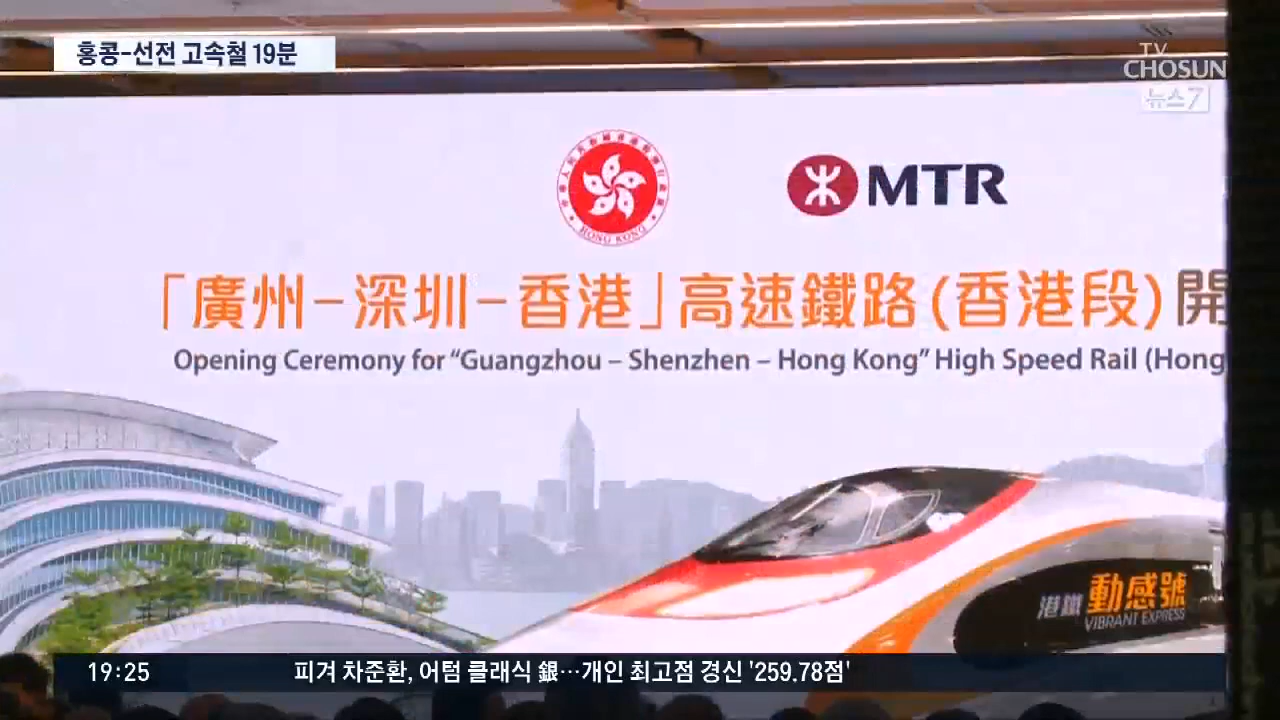 홍콩-선전 고속철 19분
TV
CHOSUN
뉴스7
HONG KONG
MTR
「廣州-深圳-香港」高速鐵路(香港段)開
Opening Ceremony for “Guangzhou – Shenzhen – Hong Kong” High Speed Rail (Hong
港鐵 動感號
VIBRANT EXPRESS
19:25 피겨 차준환, 어텀 클래식 銀…개인 최고점 경신 '259.78점'